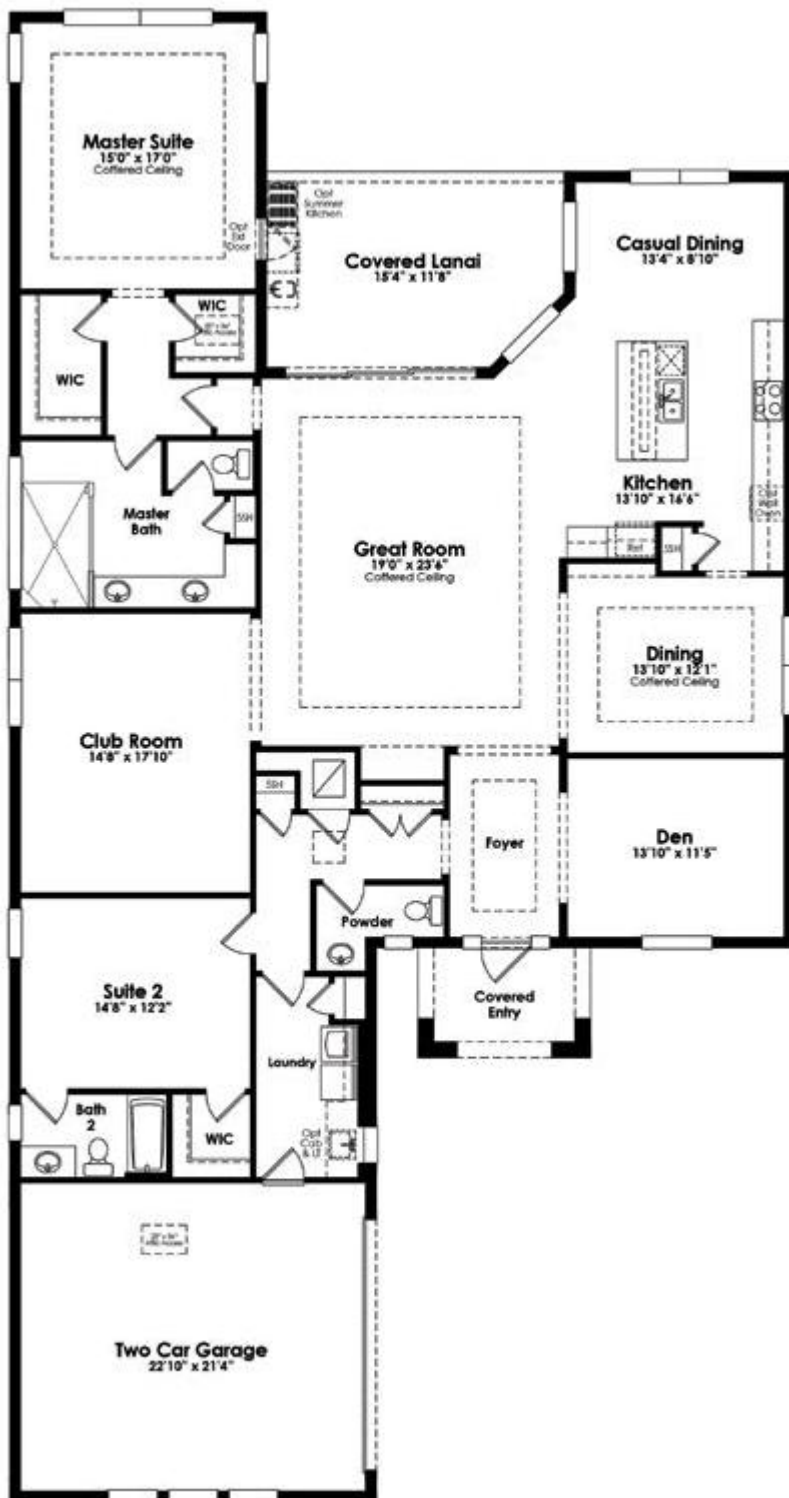 Master Suite
15'0" x 17'0"
Coffered Ceiling
Opt
Summer
Kitchen
Opt
Ext
Door
Covered Lanai
15'4" x 11'8"
Casual Dining
13'4" x 8'10"
WIC
WIC
Kitchen
13'10" x 16'6"
Ref
SSH
Master
Bath
SSH
Great Room
19'0" x 23'6"
Coffered Ceiling
Dining
13'10" x 12'1"
Coffered Ceiling
Club Room
14'8" x 17'10"
SSH
Foyer
Den
13'10" x 11'5"
Powder
Suite 2
14'8" x 12'2"
Covered
Entry
Laundry
Bath
2
WIC
Opt
Cab
Two Car Garage
22'10" x 21'4"